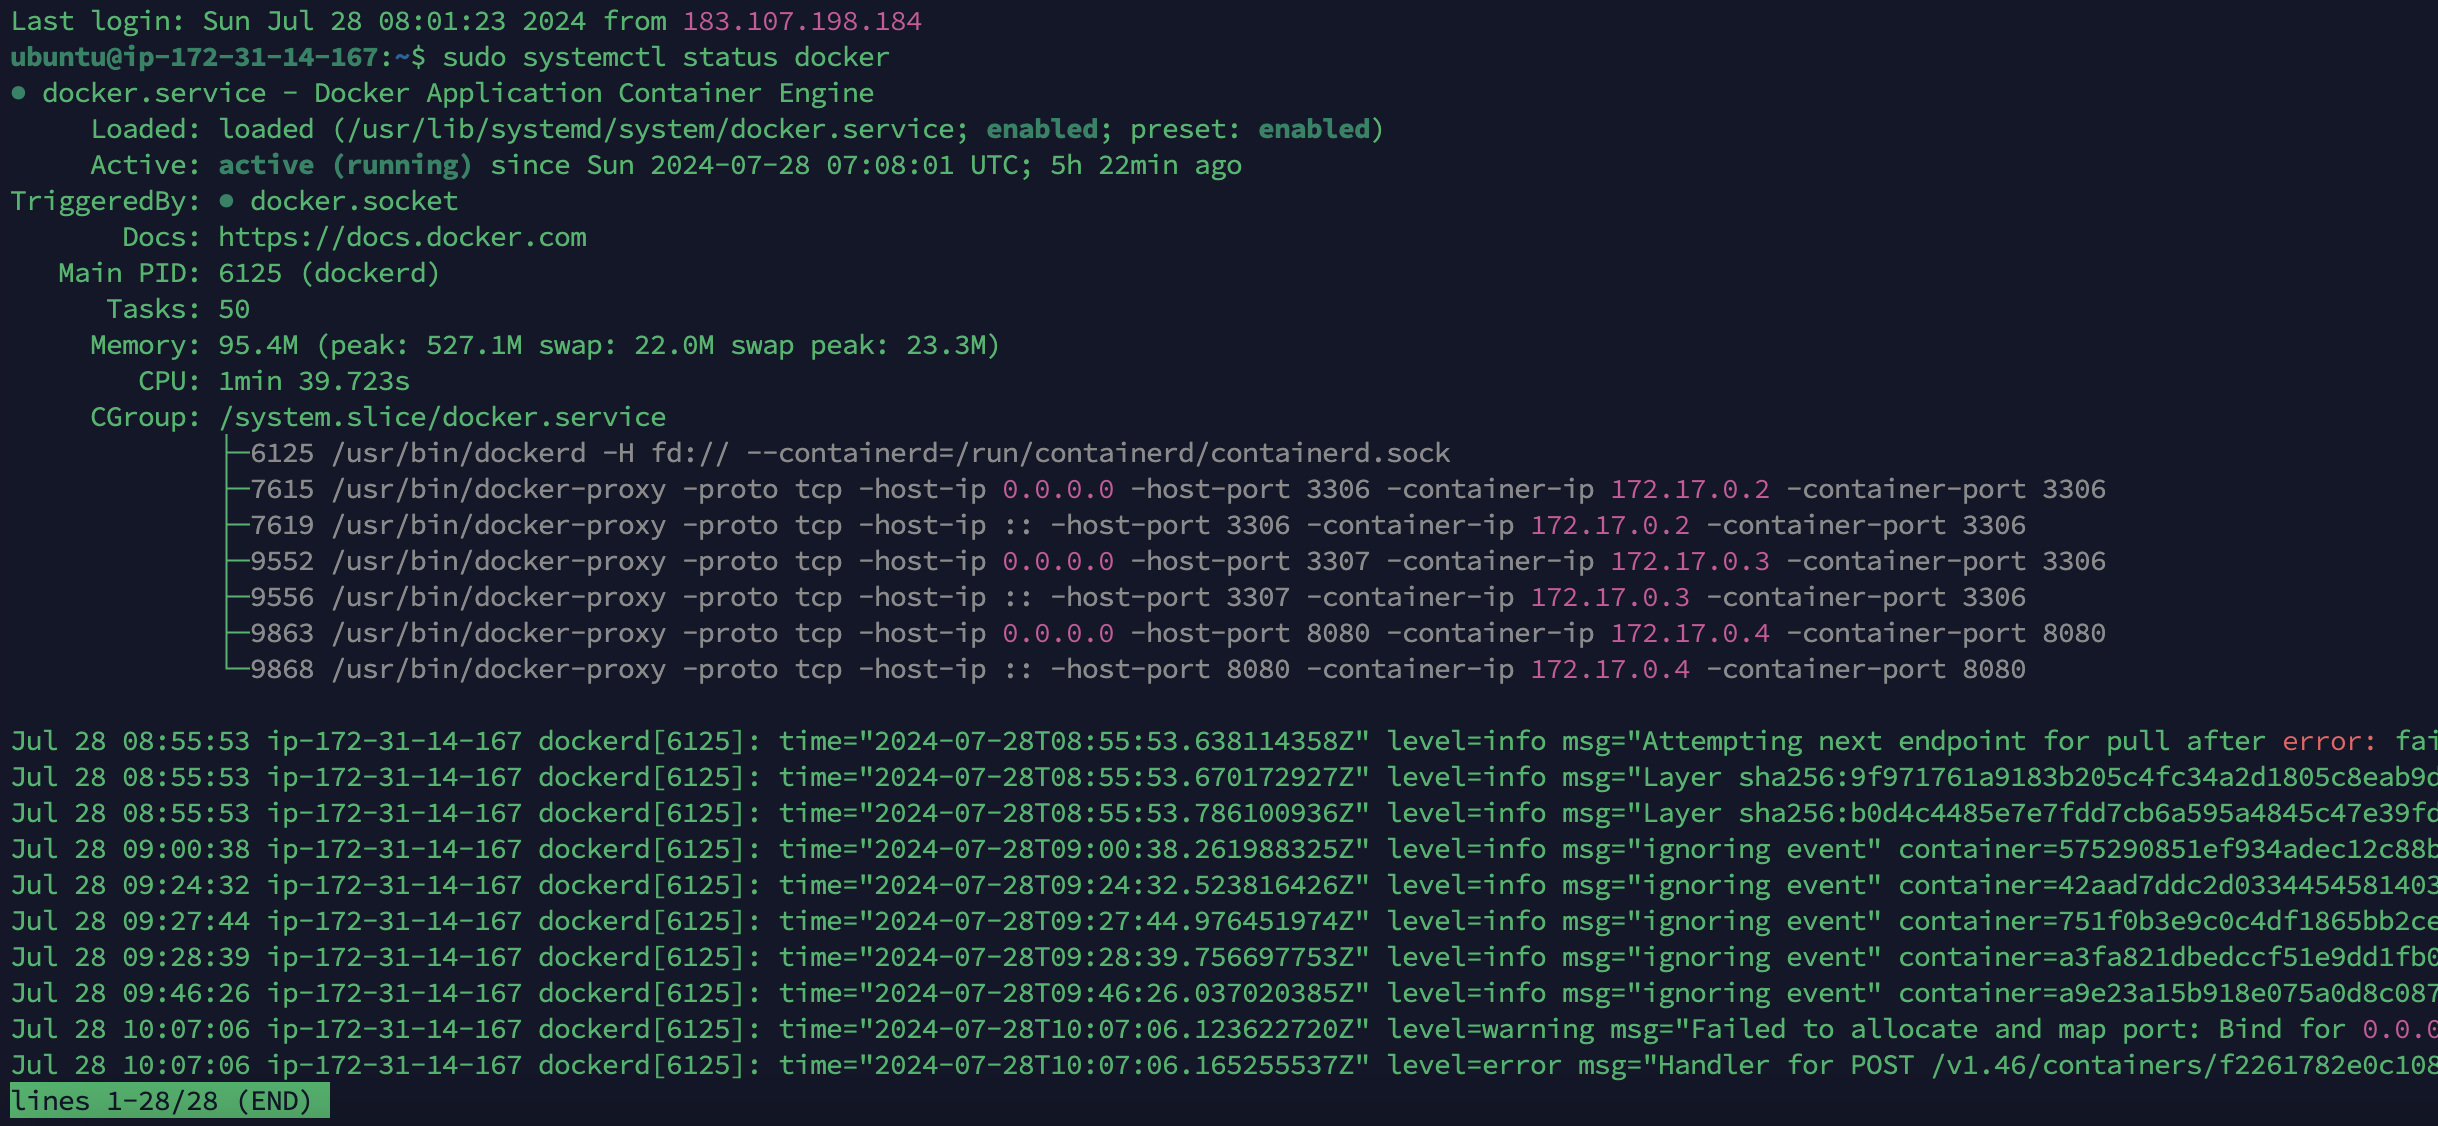 Last login: Sun Jul 28 08:01:23 2024 from 183.107.198.184
ubuntu@ip-172-31-14-167:~$ sudo systemctl status docker
● docker.service - Docker Application Container Engine
     Loaded: loaded (/usr/lib/systemd/system/docker.service; enabled; preset: enabled)
     Active: active (running) since Sun 2024-07-28 07:08:01 UTC; 5h 22min ago
TriggeredBy: ● docker.socket
       Docs: https://docs.docker.com
   Main PID: 6125 (dockerd)
      Tasks: 50
     Memory: 95.4M (peak: 527.1M swap: 22.0M swap peak: 23.3M)
        CPU: 1min 39.723s
     CGroup: /system.slice/docker.service
             ├─6125 /usr/bin/dockerd -H fd:// --containerd=/run/containerd/containerd.sock
             ├─7615 /usr/bin/docker-proxy -proto tcp -host-ip 0.0.0.0 -host-port 3306 -container-ip 172.17.0.2 -container-port 3306
             ├─7619 /usr/bin/docker-proxy -proto tcp -host-ip :: -host-port 3306 -container-ip 172.17.0.2 -container-port 3306
             ├─9552 /usr/bin/docker-proxy -proto tcp -host-ip 0.0.0.0 -host-port 3307 -container-ip 172.17.0.3 -container-port 3306
             ├─9556 /usr/bin/docker-proxy -proto tcp -host-ip :: -host-port 3307 -container-ip 172.17.0.3 -container-port 3306
             ├─9863 /usr/bin/docker-proxy -proto tcp -host-ip 0.0.0.0 -host-port 8080 -container-ip 172.17.0.4 -container-port 8080
             └─9868 /usr/bin/docker-proxy -proto tcp -host-ip :: -host-port 8080 -container-ip 172.17.0.4 -container-port 8080
Jul 28 08:55:53 ip-172-31-14-167 dockerd[6125]: time="2024-07-28T08:55:53.638114358Z" level=info msg="Attempting next endpoint for pull after error: fai
Jul 28 08:55:53 ip-172-31-14-167 dockerd[6125]: time="2024-07-28T08:55:53.670172927Z" level=info msg="Layer sha256:9f971761a9183b205c4fc34a2d1805c8eab9d
Jul 28 08:55:53 ip-172-31-14-167 dockerd[6125]: time="2024-07-28T08:55:53.786100936Z" level=info msg="Layer sha256:b0d4c4485e7e7fdd7cb6a595a4845c47e39fd
Jul 28 09:00:38 ip-172-31-14-167 dockerd[6125]: time="2024-07-28T09:00:38.261988325Z" level=info msg="ignoring event" container=575290851ef934adec12c88b
Jul 28 09:24:32 ip-172-31-14-167 dockerd[6125]: time="2024-07-28T09:24:32.523816426Z" level=info msg="ignoring event" container=42aad7ddc2d0334454581403
Jul 28 09:27:44 ip-172-31-14-167 dockerd[6125]: time="2024-07-28T09:27:44.976451974Z" level=info msg="ignoring event" container=751f0b3e9c0c4df1865bb2ce
Jul 28 09:28:39 ip-172-31-14-167 dockerd[6125]: time="2024-07-28T09:28:39.756697753Z" level=info msg="ignoring event" container=a3fa821dbedccf51e9dd1fb0
Jul 28 09:46:26 ip-172-31-14-167 dockerd[6125]: time="2024-07-28T09:46:26.037020385Z" level=info msg="ignoring event" container=a9e23a15b918e075a0d8c087
Jul 28 10:07:06 ip-172-31-14-167 dockerd[6125]: time="2024-07-28T10:07:06.123622720Z" level=warning msg="Failed to allocate and map port: Bind for 0.0.0
Jul 28 10:07:06 ip-172-31-14-167 dockerd[6125]: time="2024-07-28T10:07:06.165255537Z" level=error msg="Handler for POST /v1.46/containers/f2261782e0c108
lines 1-28/28 (END)